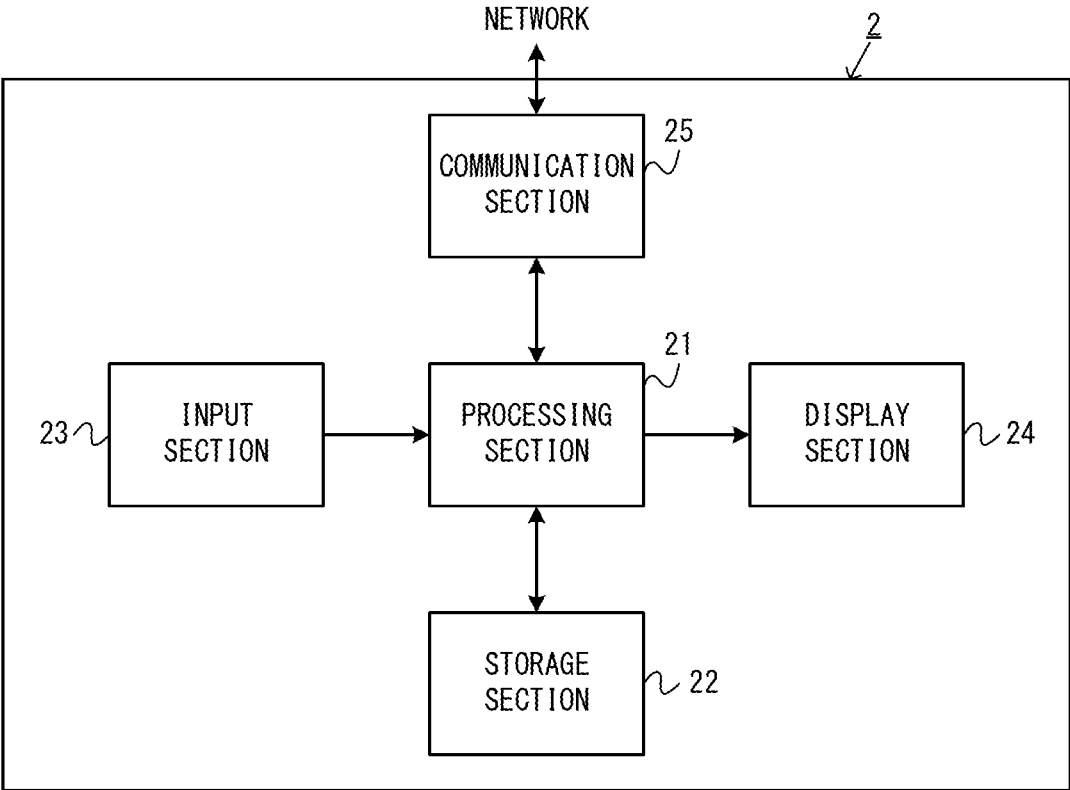 NETWORK
2
COMMUNICATION
SECTION
25
INPUT
SECTION
23
PROCESSING
SECTION
21
DISPLAY
SECTION
24
STORAGE
SECTION
22